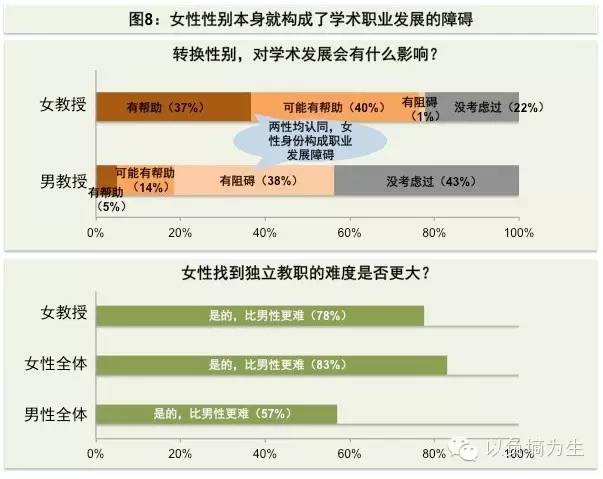 图8：女性性别本身就构成了学术职业发展的障碍
转换性别，对学术发展会有什么影响？
女教授
有帮助（37%）
可能有帮助（40%）
有阻碍
（1%）
没考虑过（22%）
两性均认同，女
性身份构成职业
发展障碍
男教授
有帮助
（5%）
可能有帮助
（14%）
有阻碍（38%）
没考虑过（43%）
0%
20%
40%
60%
80%
100%
女性找到独立教职的难度是否更大？
女教授
是的，比男性更难（78%）
女性全体
是的，比男性更难（83%）
男性全体
是的，比男性更难（57%）
0%
20%
40%
60%
80%
100%
以兔搞为生